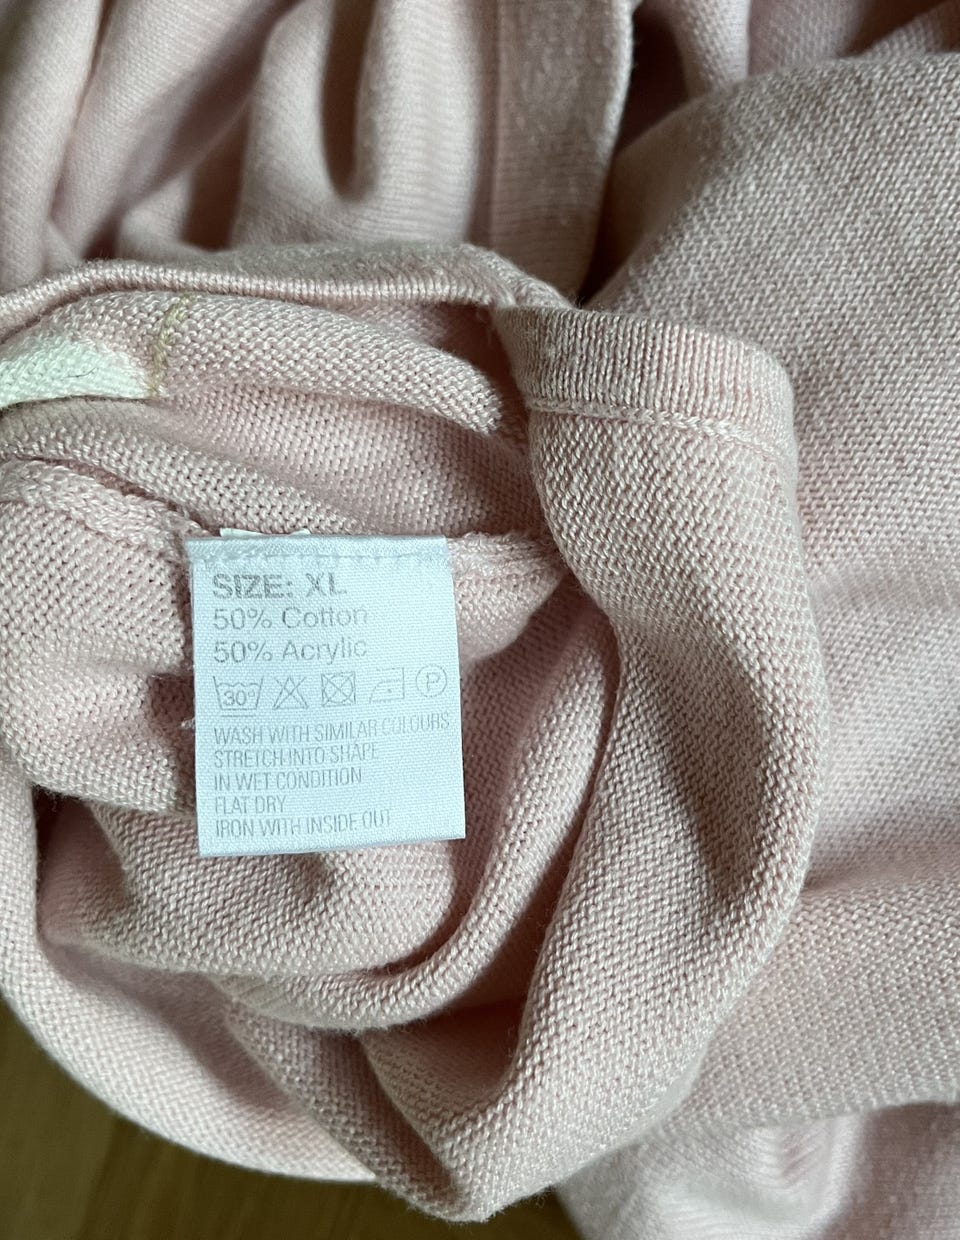 SIZE: XL
50% Cotton
50% Acrylic
30° P
WASH WITH SIMILAR COLOURS
STRETCH INTO SHAPE
IN WET CONDITION
FLAT DRY
IRON WITH INSIDE OUT